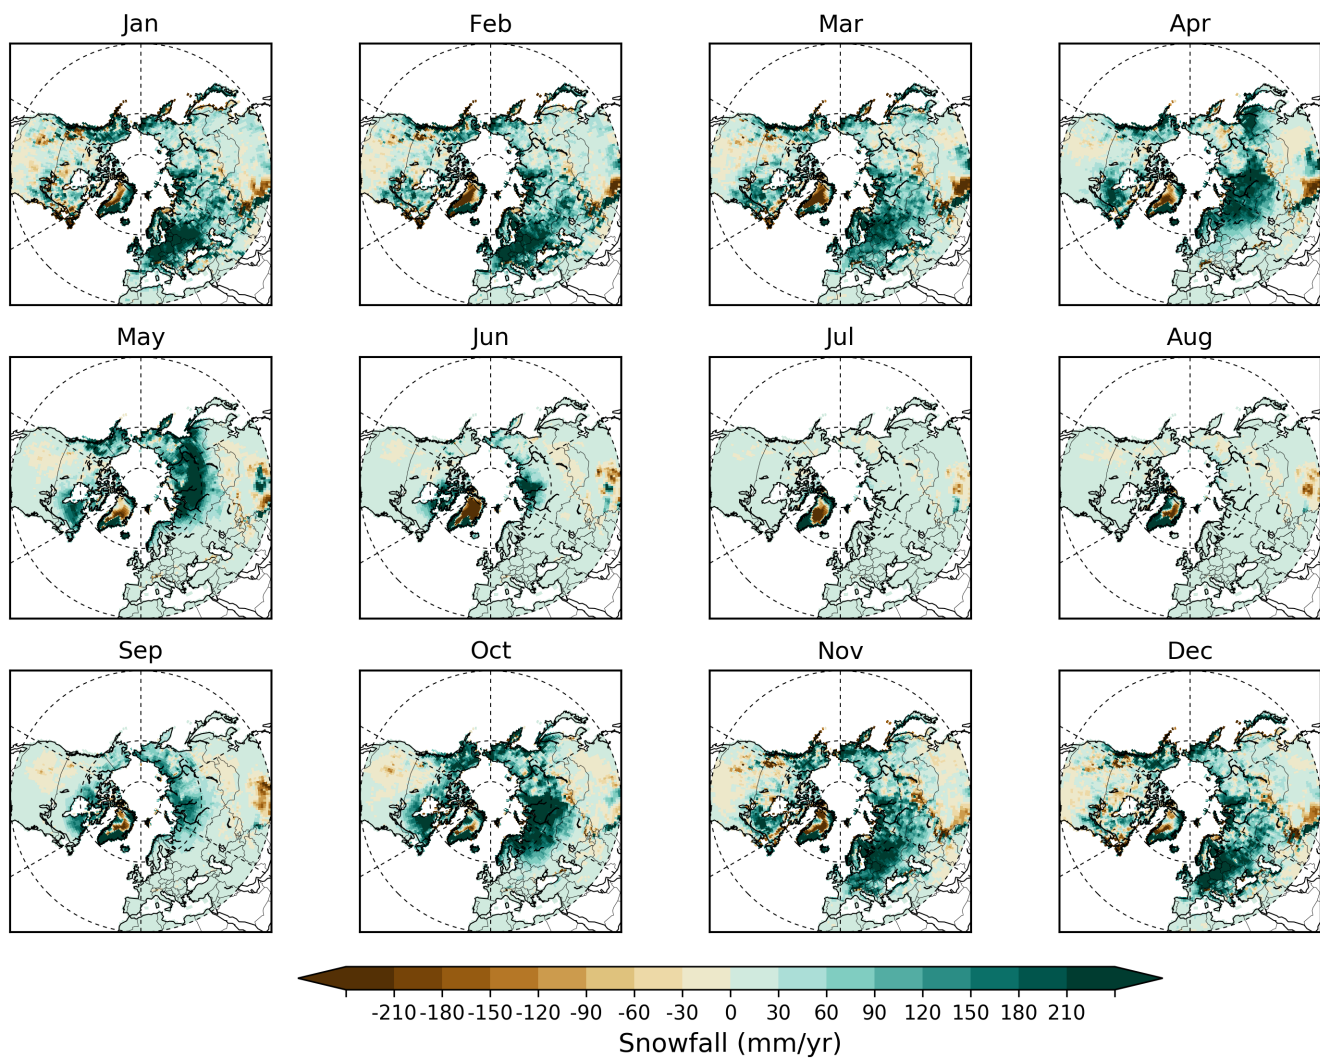 Jan Feb Mar Apr
May Jun Jul Aug
Sep Oct Nov Dec
-210 -180 -150 -120 -90 -60 -30 0 30 60 90 120 150 180 210
Snowfall (mm/yr)